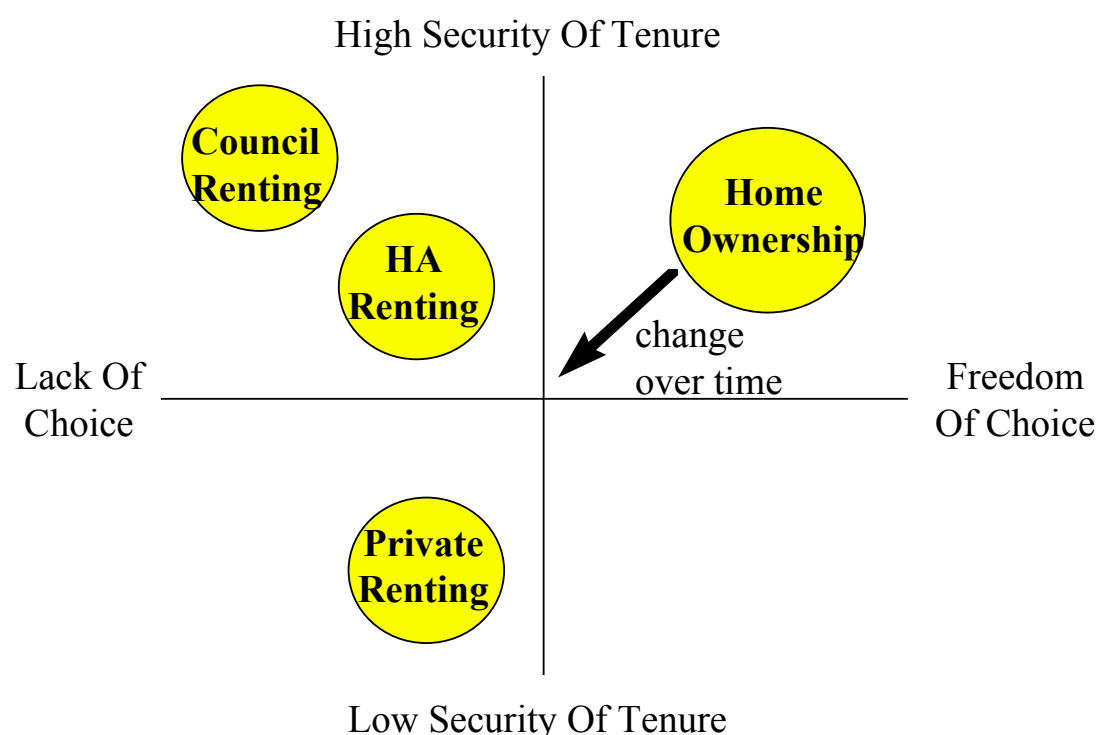 High Security Of Tenure
Council
Renting
Home
Ownership
HA
Renting
change
over time
Lack Of
Choice
Freedom
Of Choice
Private
Renting
Low Security Of Tenure